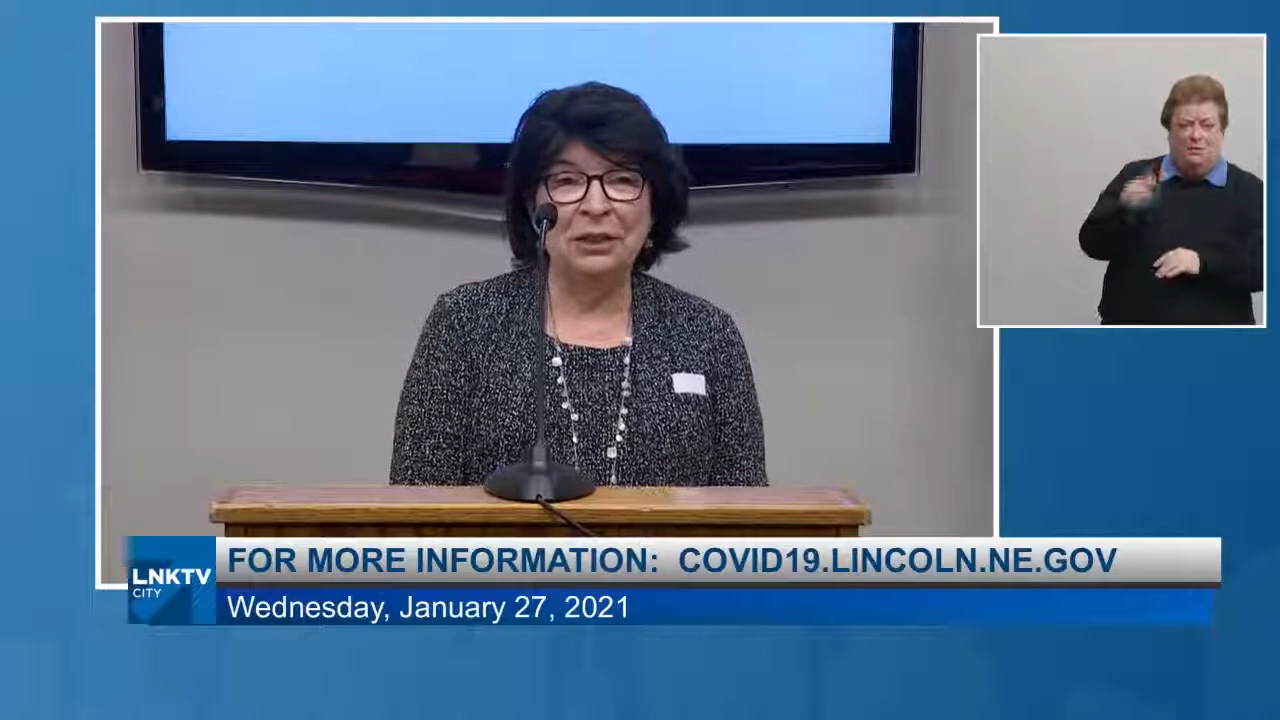 FOR MORE INFORMATION: COVID19.LINCOLN.NE.GOV
LNKTV
CITY
Wednesday, January 27, 2021